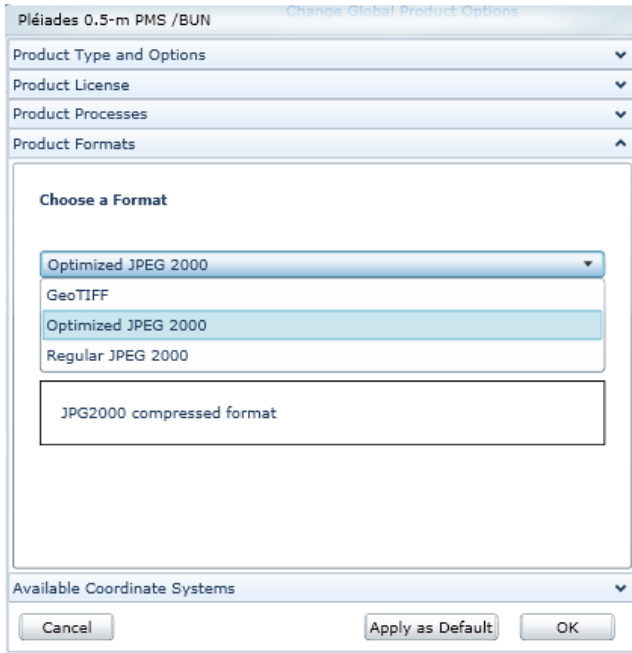 Change Global Product Options
Pléiades 0.5-m PMS /BUN
Product Type and Options
Product License
Product Processes
Product Formats
Choose a Format
Optimized JPEG 2000
GeoTIFF
Optimized JPEG 2000
Regular JPEG 2000
JPG2000 compressed format
Available Coordinate Systems
Cancel
Apply as Default
OK